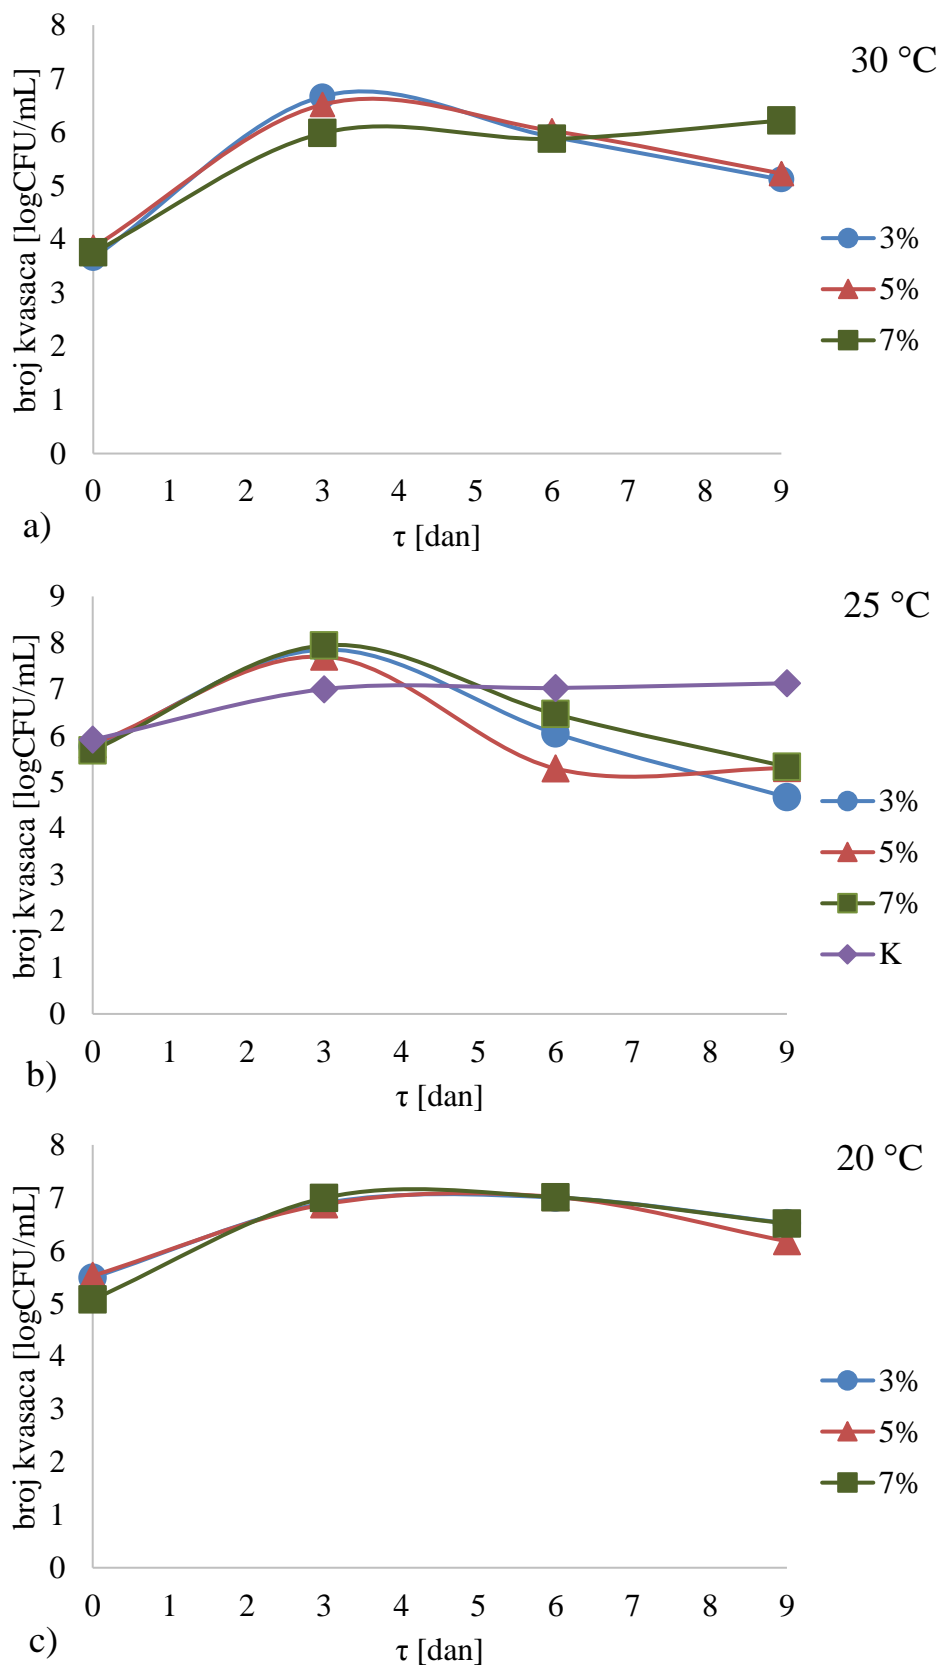 30 °C
broj kvasaca [logCFU/mL]
8
7
6
5
4
3
2
1
0
0 1 2 3 4 5 6 7 8 9
τ [dan]
3%
5%
7%
a)
25 °C
broj kvasaca [logCFU/mL]
9
8
7
6
5
4
3
2
1
0
0 1 2 3 4 5 6 7 8 9
τ [dan]
3%
5%
7%
K
b)
20 °C
broj kvasaca [logCFU/mL]
8
7
6
5
4
3
2
1
0
0 1 2 3 4 5 6 7 8 9
τ [dan]
3%
5%
7%
c)